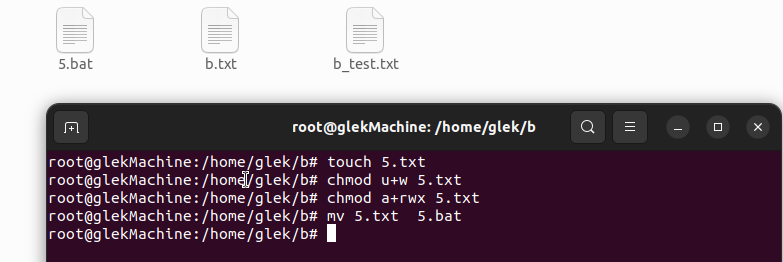 5.bat b.txt b_test.txt
root@glekMachine: /home/glek/b
root@glekMachine:/home/glek/b# touch 5.txt
root@glekMachine:/home/glek/b# chmod u+w 5.txt
root@glekMachine:/home/glek/b# chmod a+rwx 5.txt
root@glekMachine:/home/glek/b# mv 5.txt  5.bat
root@glekMachine:/home/glek/b#